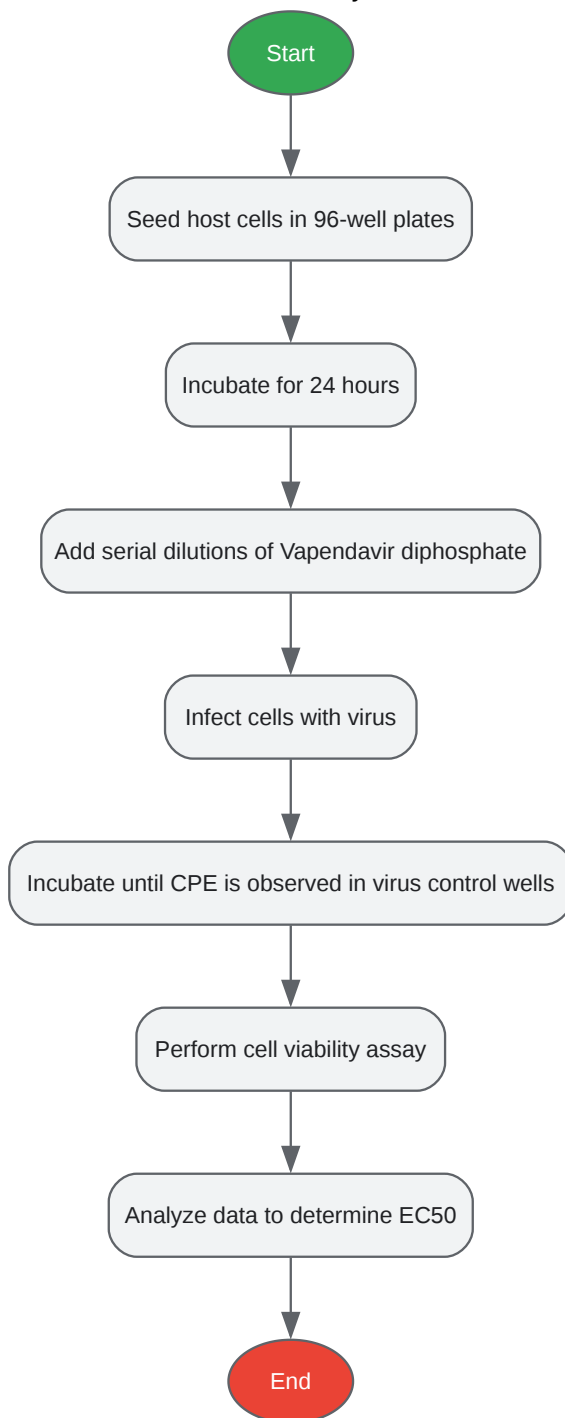 Start
Seed host cells in 96-well plates
Incubate for 24 hours
Add serial dilutions of Vapendavir diphosphate
Infect cells with virus
Incubate until CPE is observed in virus control wells
Perform cell viability assay
Analyze data to determine EC50
End